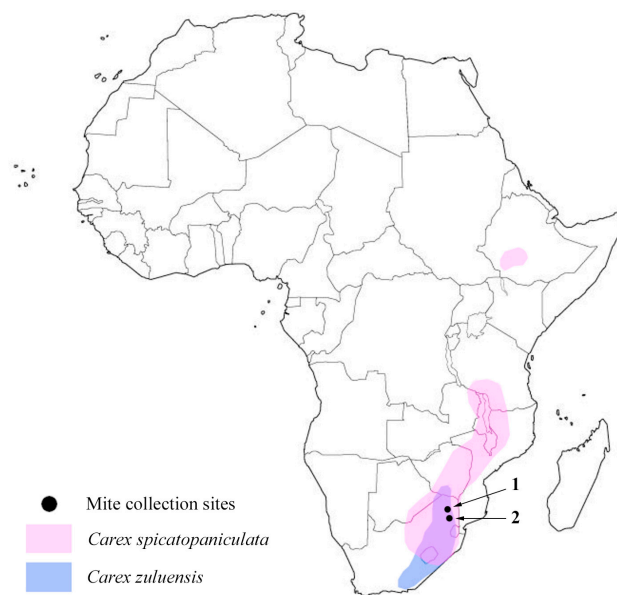 1
2
Mite collection sites
Carex spicatopaniculata
Carex zuluensis